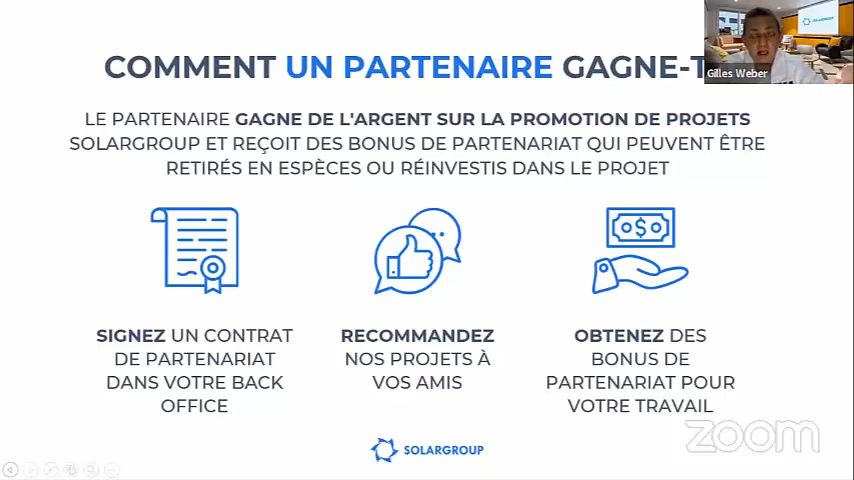 COMMENT UN PARTENAIRE GAGNE-T
SOLARGROUP
Gilles Weber
LE PARTENAIRE GAGNE DE L'ARGENT SUR LA PROMOTION DE PROJETS
SOLARGROUP ET REÇOIT DES BONUS DE PARTENARIAT QUI PEUVENT ÊTRE
RETIRÉS EN ESPÈCES OU RÉINVESTIS DANS LE PROJET
SIGNEZ UN CONTRAT
DE PARTENARIAT
DANS VOTRE BACK
OFFICE
RECOMMANDEZ
NOS PROJETS À
VOS AMIS
OBTENEZ DES
BONUS DE
PARTENARIAT POUR
VOTRE TRAVAIL
SOLARGROUP
zoom